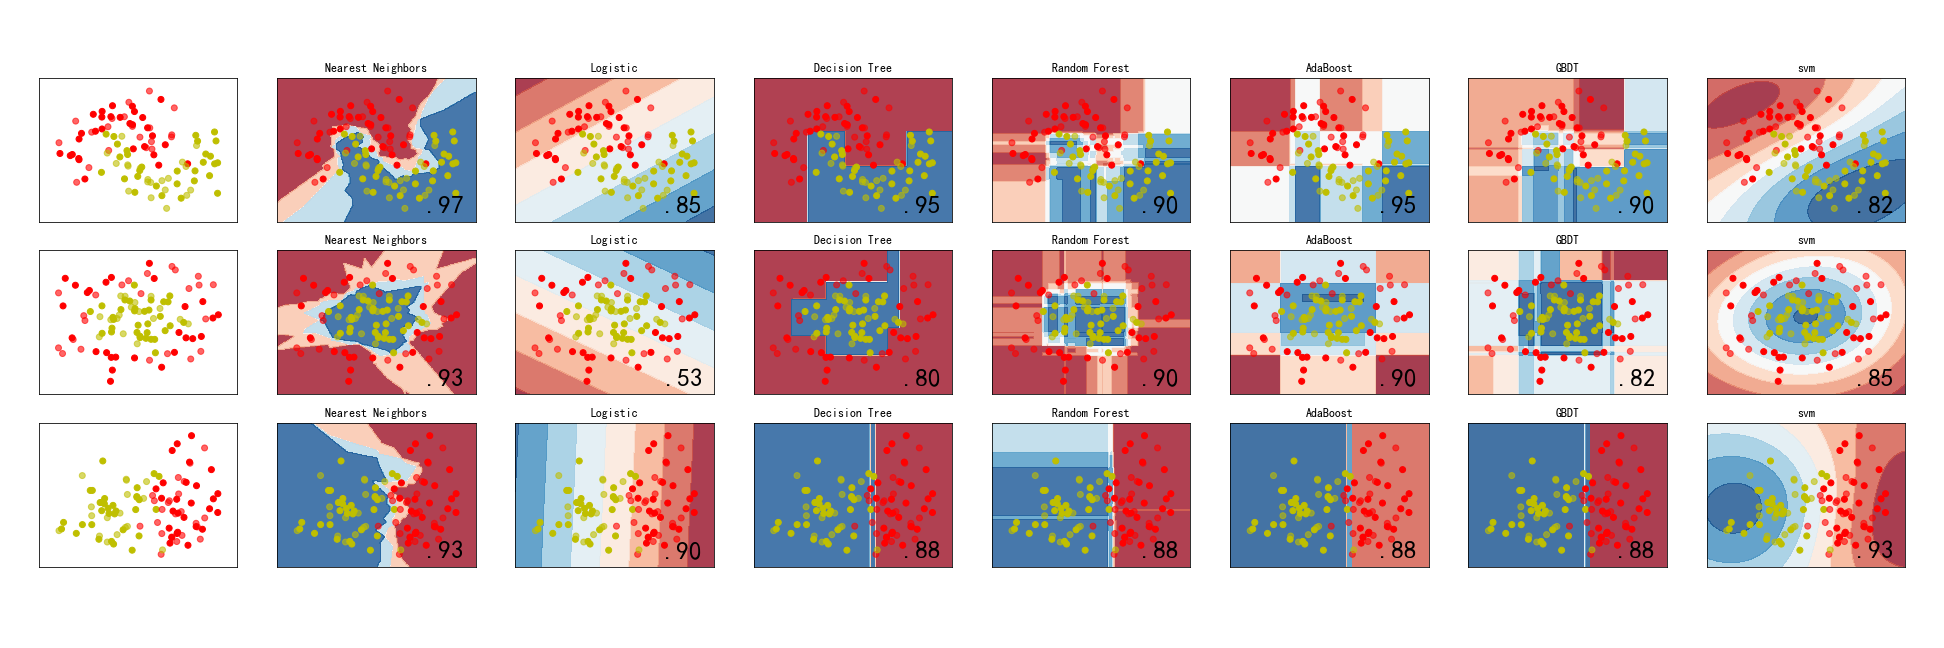 Nearest Neighbors Logistic Decision Tree Random Forest AdaBoost GBDT svm
.97 .85 .95 .90 .95 .90 .82
Nearest Neighbors Logistic Decision Tree Random Forest AdaBoost GBDT svm
.93 .53 .80 .90 .90 .82 .85
Nearest Neighbors Logistic Decision Tree Random Forest AdaBoost GBDT svm
.93 .90 .88 .88 .88 .88 .93